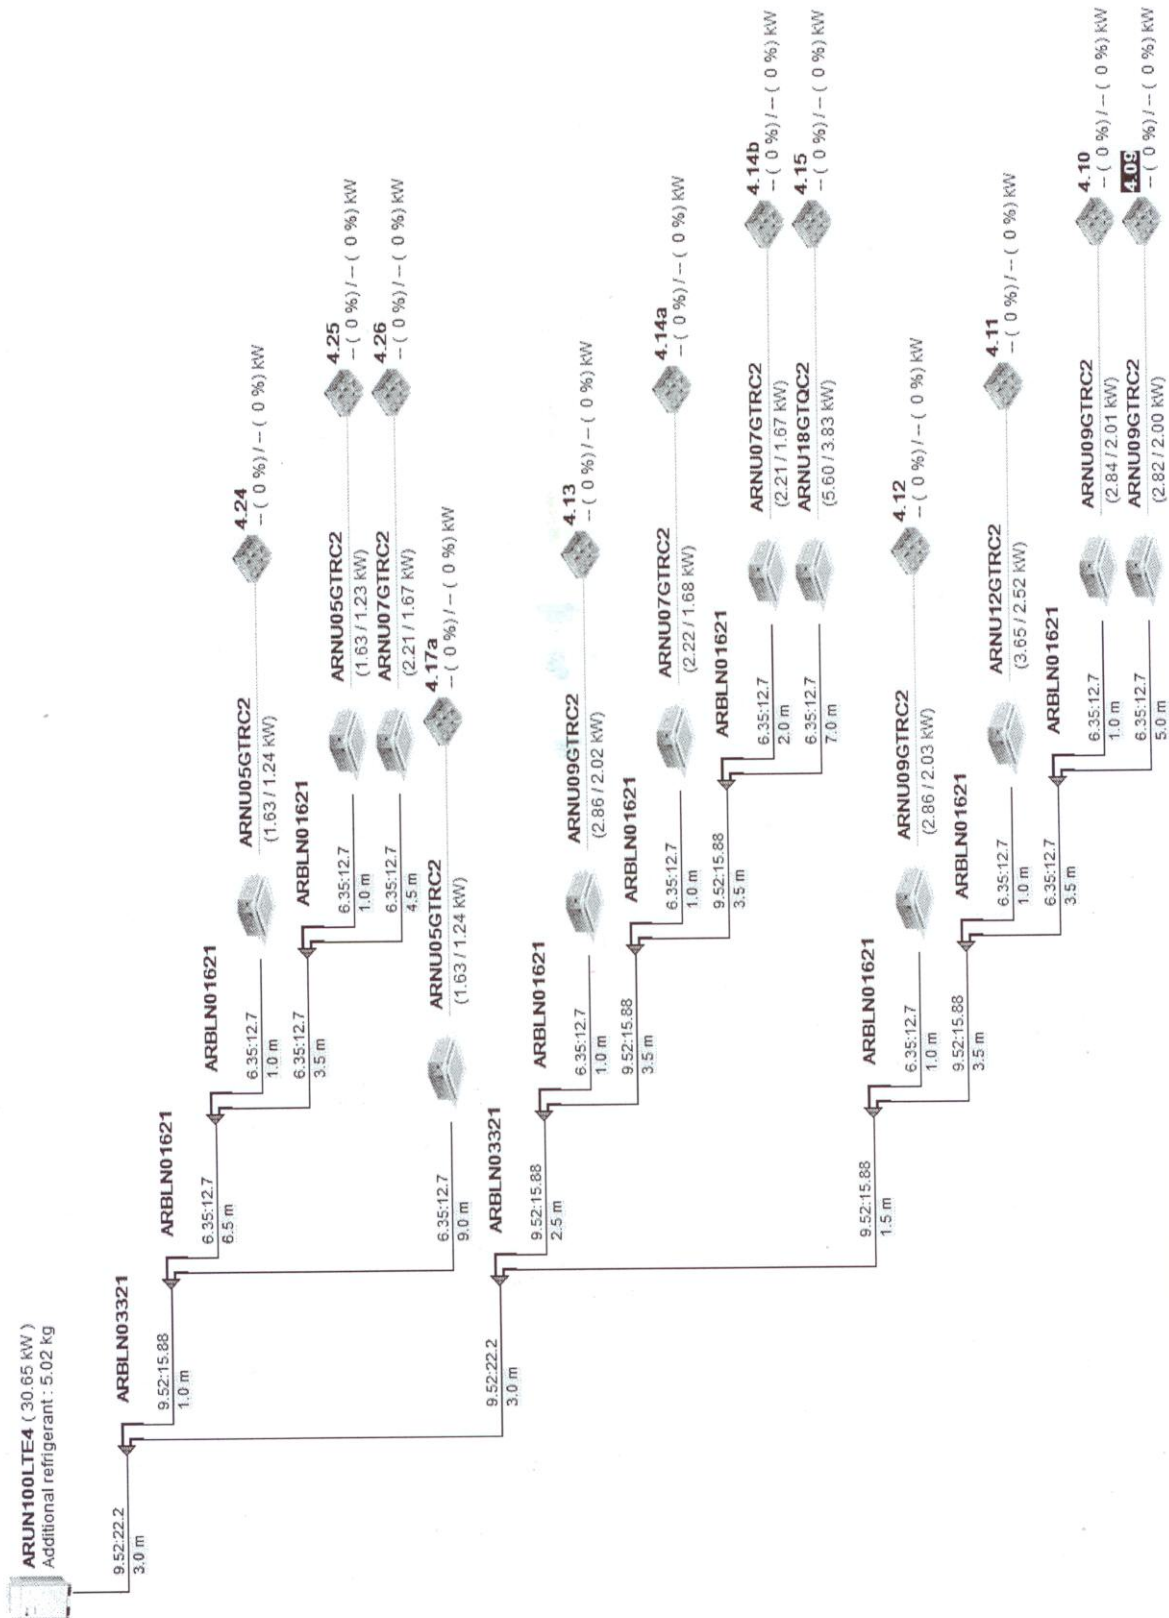 ARUN100LTE4 ( 30.65 kW )
Additional refrigerant : 5.02 kg
9.52:22.2
3.0 m
ARBLN03321
9.52:15.88
1.0 m
ARBLN01621
6.35:12.7
6.5 m
ARBLN01621
6.35:12.7
1.0 m
ARNU05GTRC2
(1.63 / 1.24 kW)
4.24
-- ( 0 %) / -- ( 0 %) kW
6.35:12.7
3.5 m
ARBLN01621
6.35:12.7
1.0 m
ARNU05GTRC2
(1.63 / 1.23 kW)
4.25
-- ( 0 %) / -- ( 0 %) kW
6.35:12.7
4.5 m
ARNU07GTRC2
(2.21 / 1.67 kW)
4.26
-- ( 0 %) / -- ( 0 %) kW
6.35:12.7
9.0 m
ARNU05GTRC2
(1.63 / 1.24 kW)
4.17a
-- ( 0 %) / -- ( 0 %) kW
9.52:22.2
3.0 m
ARBLN03321
9.52:15.88
2.5 m
ARBLN01621
6.35:12.7
1.0 m
ARNU09GTRC2
(2.86 / 2.02 kW)
4.13
-- ( 0 %) / -- ( 0 %) kW
9.52:15.88
3.5 m
ARBLN01621
6.35:12.7
1.0 m
ARNU07GTRC2
(2.22 / 1.68 kW)
4.14a
-- ( 0 %) / -- ( 0 %) kW
9.52:15.88
3.5 m
ARBLN01621
6.35:12.7
2.0 m
ARNU07GTRC2
(2.21 / 1.67 kW)
4.14b
-- ( 0 %) / -- ( 0 %) kW
6.35:12.7
7.0 m
ARNU18GTQC2
(5.60 / 3.83 kW)
4.15
-- ( 0 %) / -- ( 0 %) kW
9.52:15.88
1.5 m
ARBLN01621
6.35:12.7
1.0 m
ARNU09GTRC2
(2.86 / 2.03 kW)
4.12
-- ( 0 %) / -- ( 0 %) kW
9.52:15.88
3.5 m
ARBLN01621
6.35:12.7
1.0 m
ARNU12GTRC2
(3.65 / 2.52 kW)
4.11
-- ( 0 %) / -- ( 0 %) kW
6.35:12.7
3.5 m
ARBLN01621
6.35:12.7
1.0 m
ARNU09GTRC2
(2.84 / 2.01 kW)
4.10
-- ( 0 %) / -- ( 0 %) kW
6.35:12.7
5.0 m
ARNU09GTRC2
(2.82 / 2.00 kW)
4.09
-- ( 0 %) / -- ( 0 %) kW